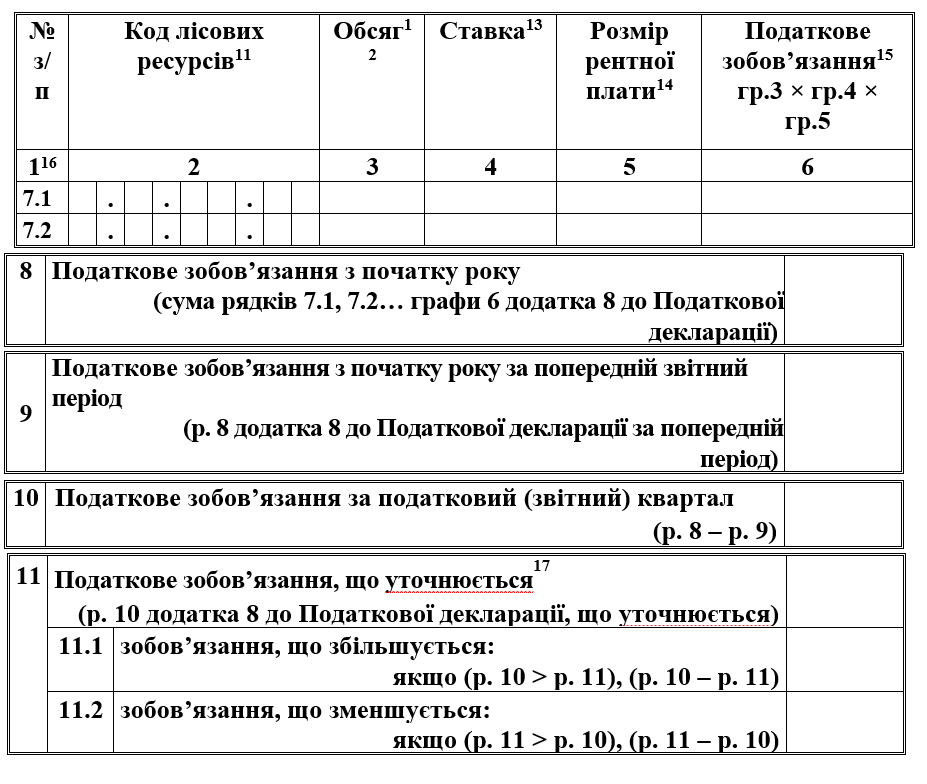 № з/п Код лісових ресурсів11 Обсяг12 Ставка13 Розмір рентної плати14 Податкове зобов’язання15 гр.3 × гр.4 × гр.5
116 2 3 4 5 6
7.1 . . .
7.2 . . .
8 Податкове зобов’язання з початку року
(сума рядків 7.1, 7.2… графи 6 додатка 8 до Податкової
декларації)
Податкове зобов’язання з початку року за попередній звітний
період
9
(р. 8 додатка 8 до Податкової декларації за попередній
період)
10 Податкове зобов’язання за податковий (звітний) квартал
(р. 8 – р. 9)
11 Податкове зобов’язання, що уточнюється17
(р. 10 додатка 8 до Податкової декларації, що уточнюється)
11.1 зобов’язання, що збільшується:
якщо (р. 10 > р. 11), (р. 10 – р. 11)
11.2 зобов’язання, що зменшується:
якщо (р. 11 > р. 10), (р. 11 – р. 10)